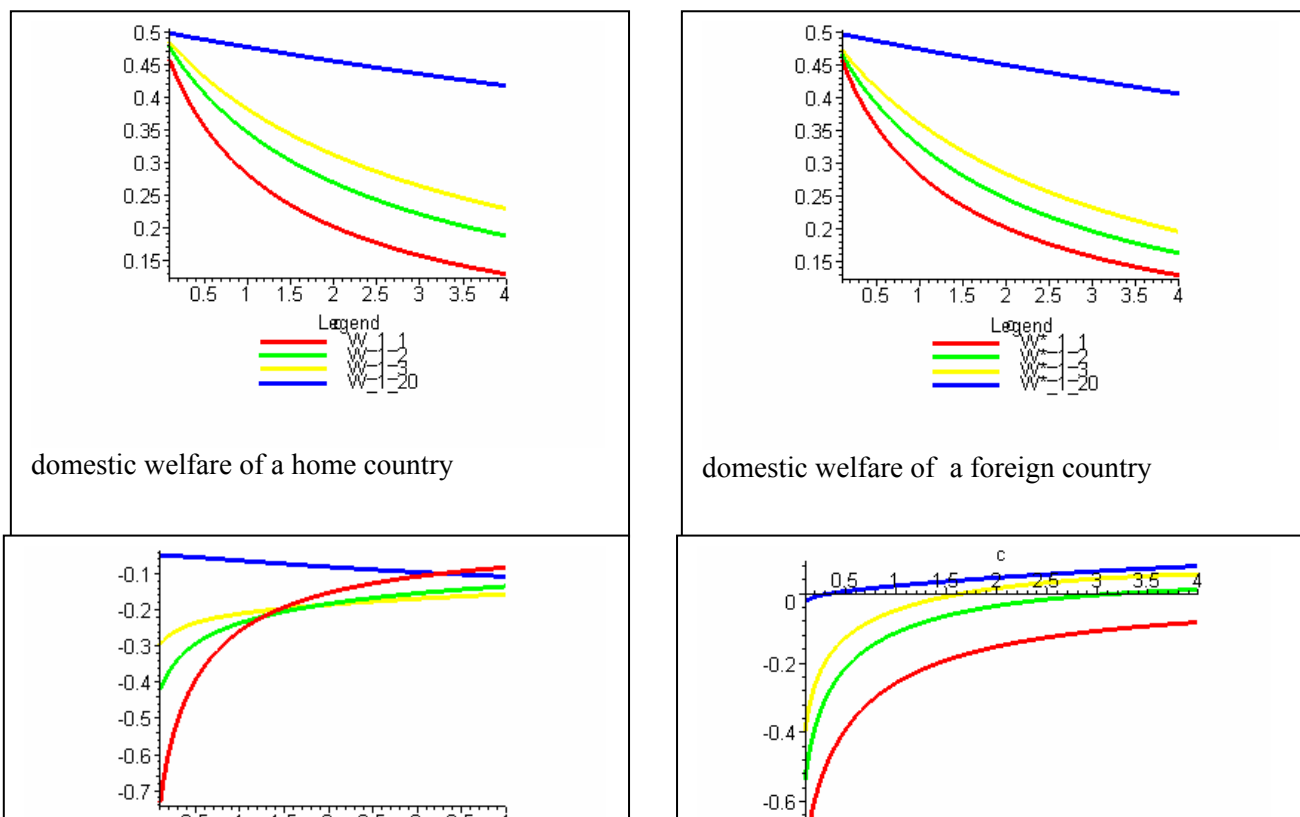 0.5
0.45
0.4
0.35
0.3
0.25
0.2
0.15
0.5 1 1.5 2 2.5 3 3.5 4
Legend
W_1_1
W_1_2
W_1_3
W_1_20
domestic welfare of a home country
0.5
0.45
0.4
0.35
0.3
0.25
0.2
0.15
0.5 1 1.5 2 2.5 3 3.5 4
Legend
W*_1_1
W*_1_2
W*_1_3
W*_1_20
domestic welfare of a foreign country
-0.1
-0.2
-0.3
-0.4
-0.5
-0.6
-0.7
c
0.5 1 1.5 2 2.5 3 3.5 4
0
-0.2
-0.4
-0.6